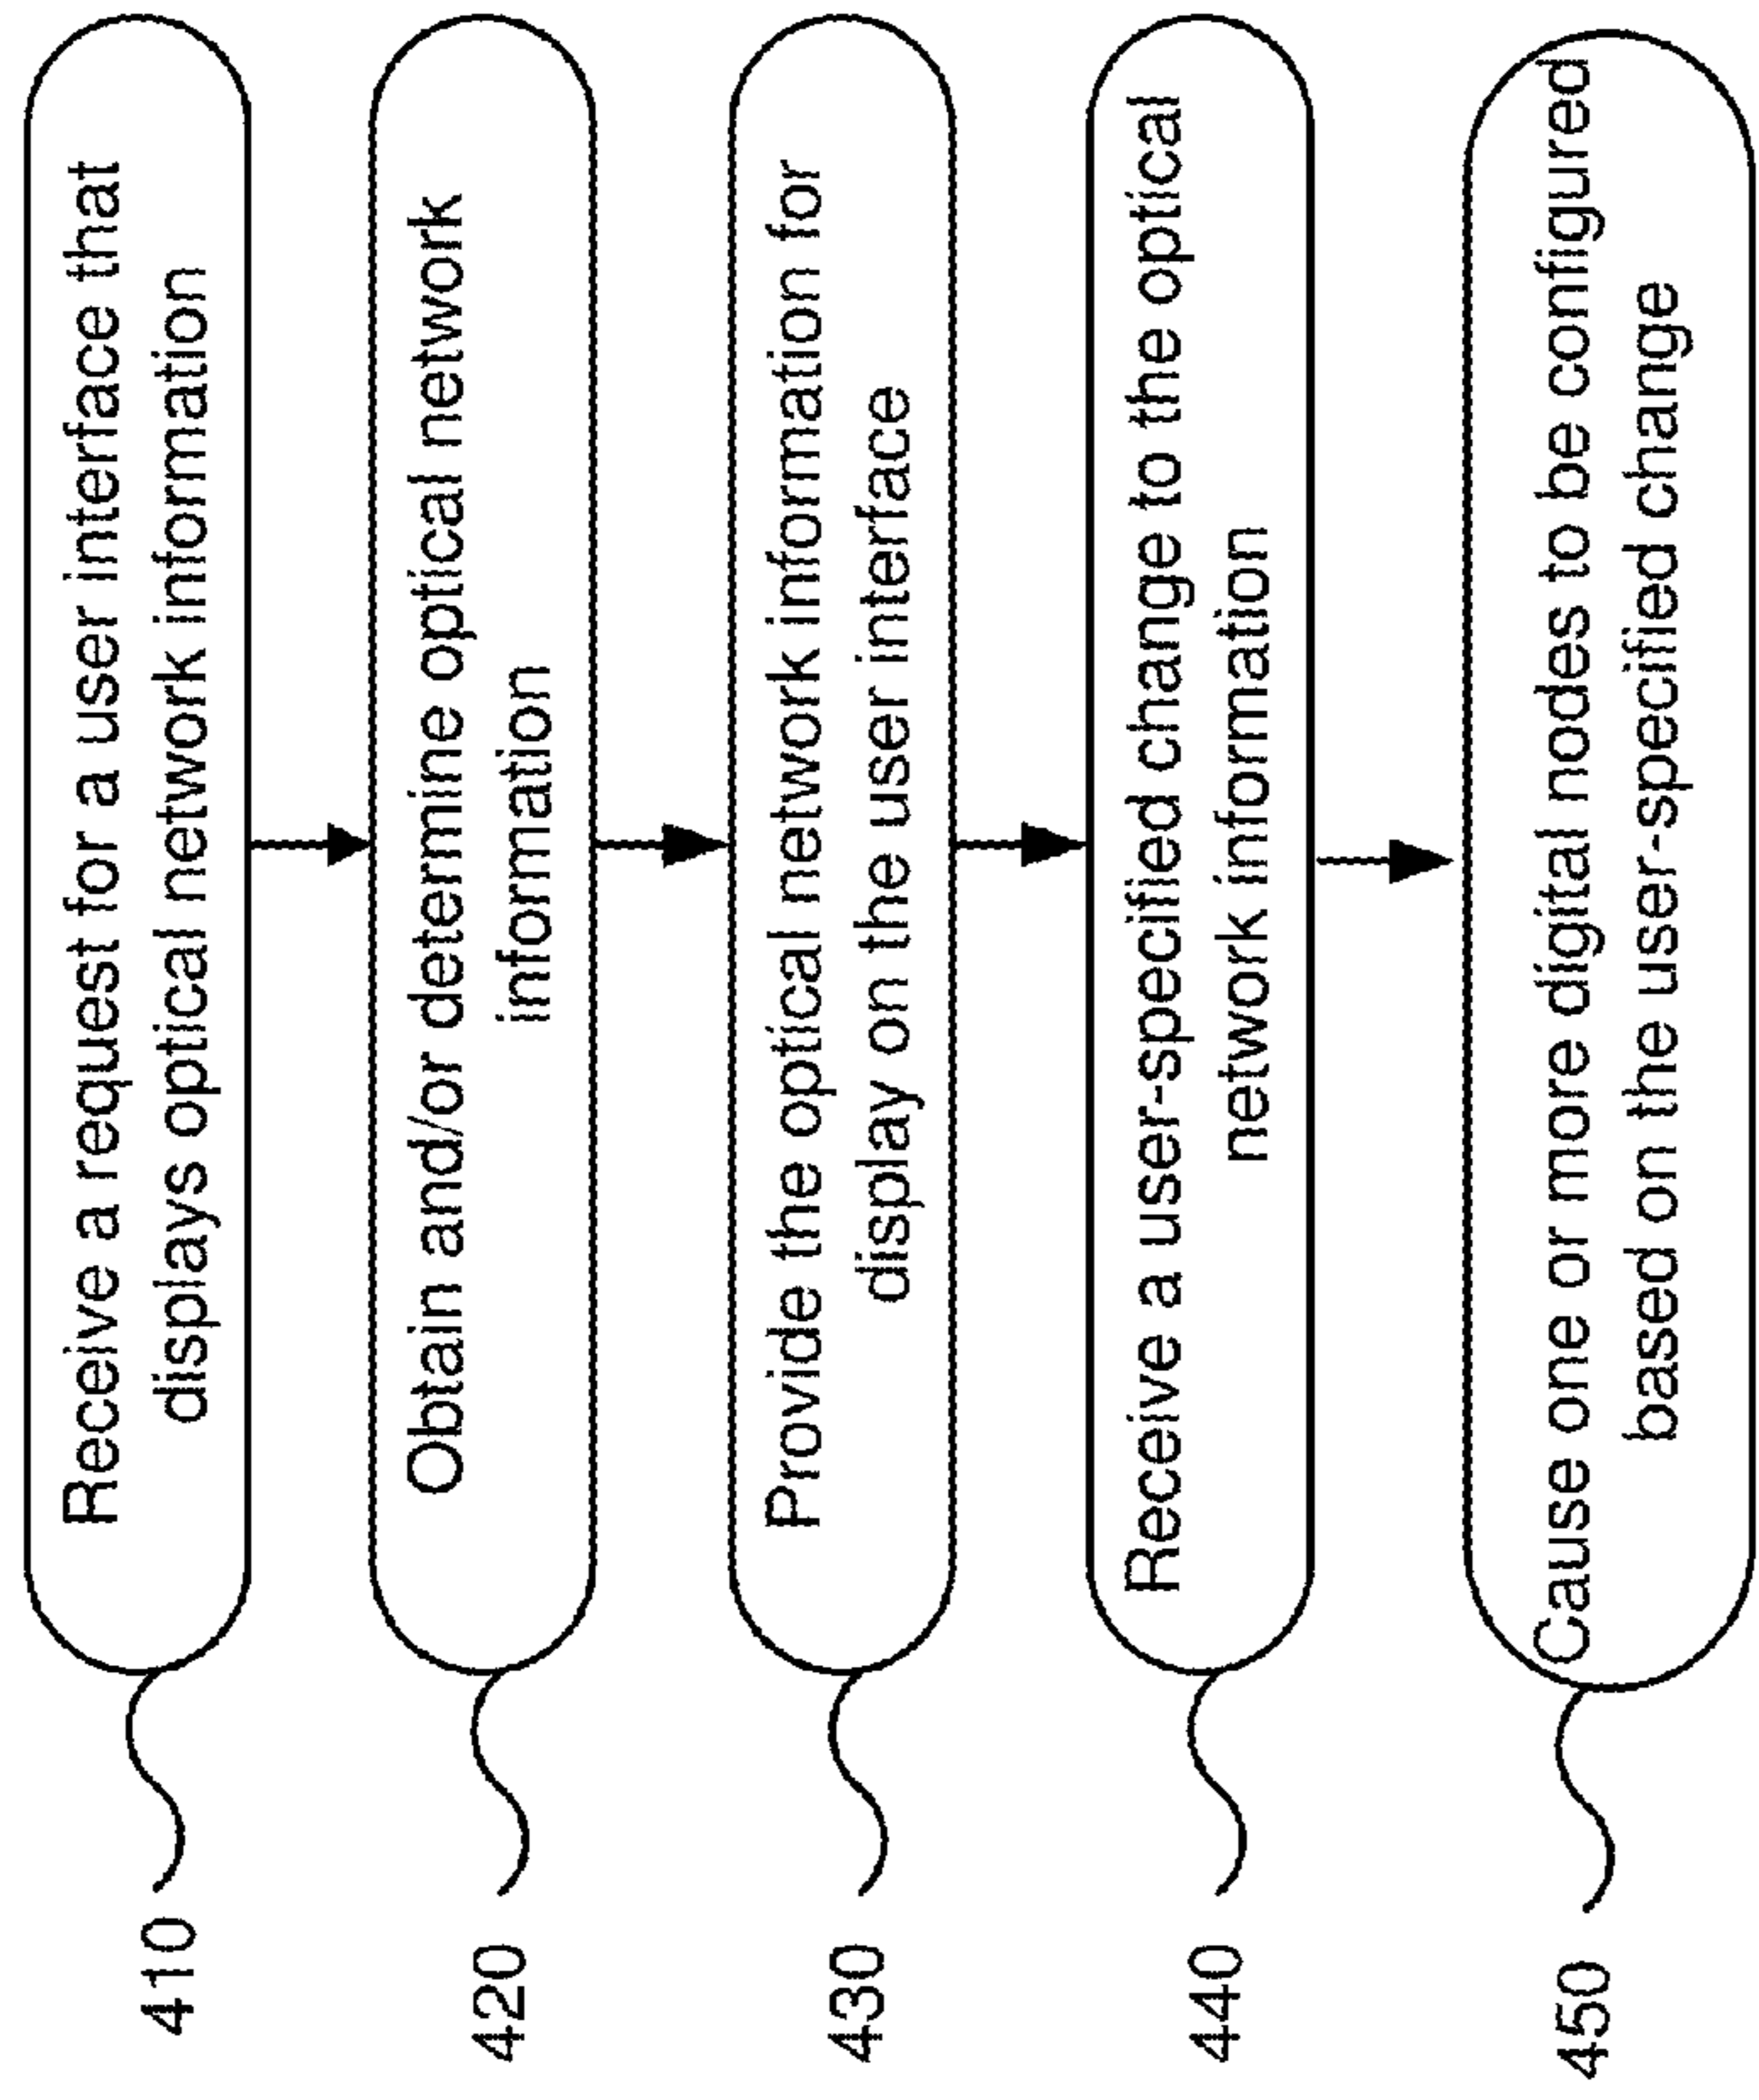 410
Receive a request for a user interface that
displays optical network information
420
Obtain and/or determine optical network
information
430
Provide the optical network information for
display on the user interface
440
Receive a user-specified change to the optical
network information
450
Cause one or more digital nodes to be configured
based on the user-specified change